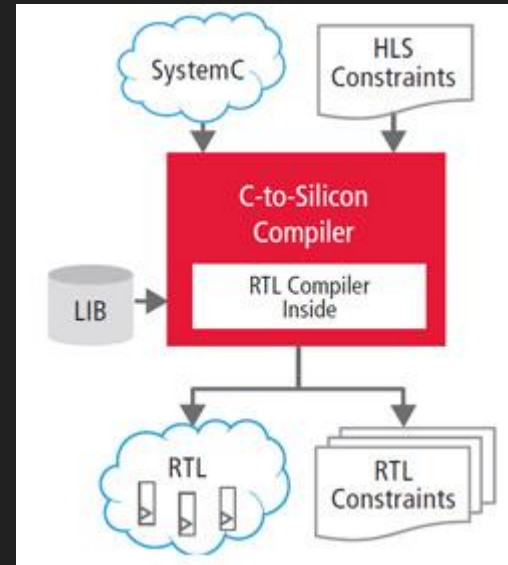 SystemC
HLS
Constraints
C-to-Silicon
Compiler
RTL Compiler
Inside
LIB
RTL
RTL
Constraints